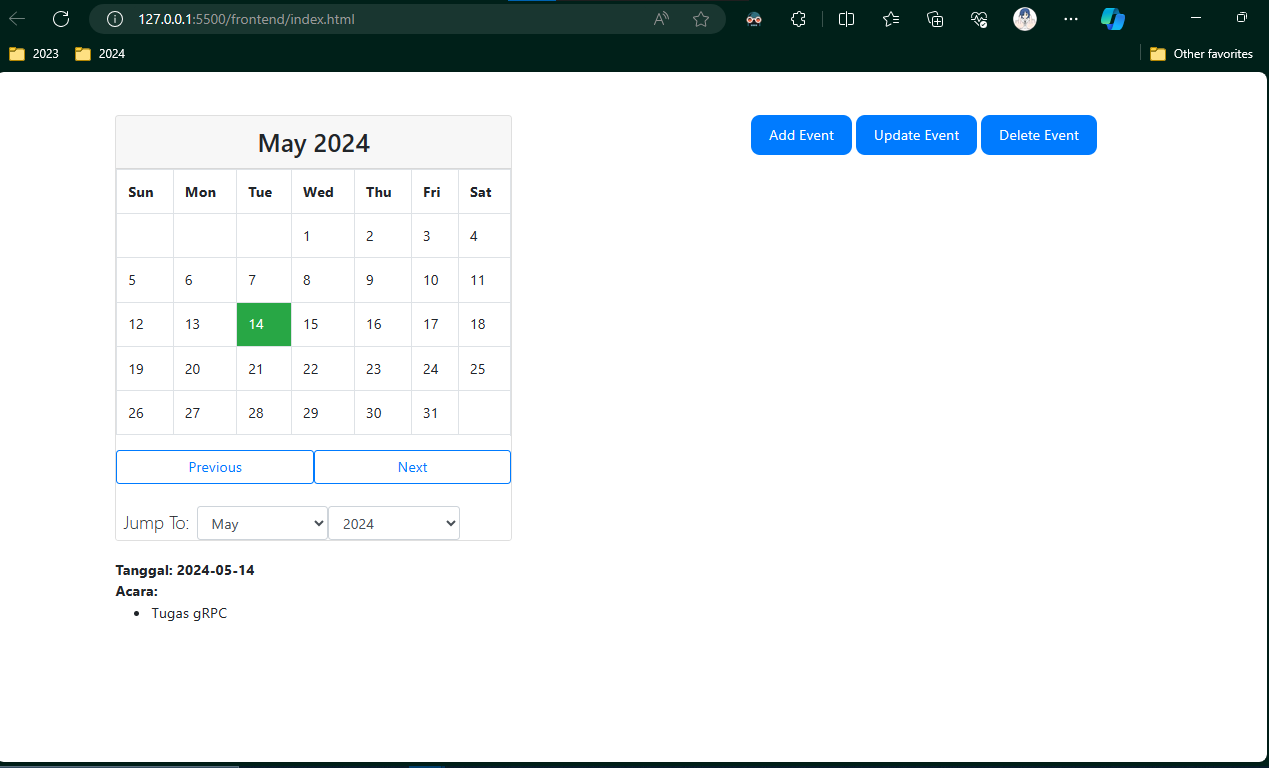 127.0.0.1:5500/frontend/index.html
2023 2024 Other favorites
May 2024
Sun Mon Tue Wed Thu Fri Sat
1 2 3 4
5 6 7 8 9 10 11
12 13 14 15 16 17 18
19 20 21 22 23 24 25
26 27 28 29 30 31
Previous Next
Jump To: May 2024
Tanggal: 2024-05-14
Acara:
• Tugas gRPC
Add Event Update Event Delete Event